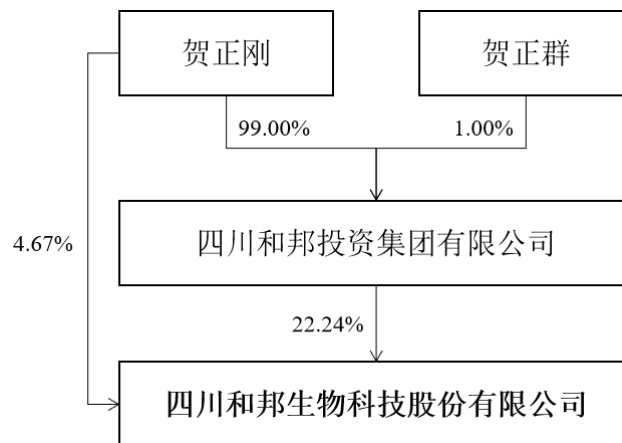 贺正刚
贺正群
99.00%
1.00%
四川和邦投资集团有限公司
4.67%
22.24%
四川和邦生物科技股份有限公司